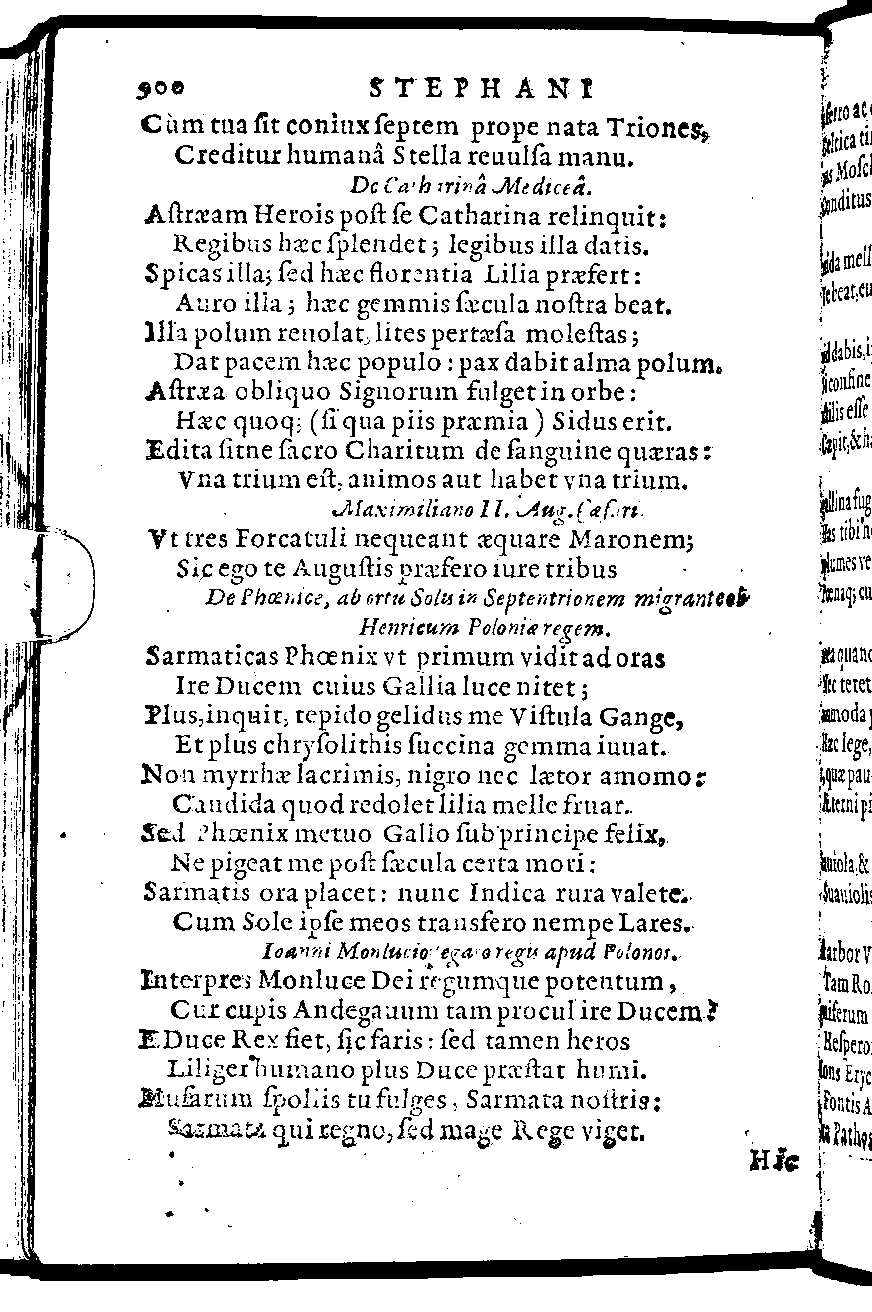 900 STEPHANI
Cùm tua ſit coniux ſeptem prope nata Triones,
Creditur humanâ Stella reuulſa manu.
De Catharinâ Mediceâ.
Aſtræam Herois poſt ſe Catharina relinquit:
Regibus hæc ſplendet; legibus illa datis.
Spicas illa; ſed hæc florentia Lilia præfert:
Auro illa; hæc gemmis ſæcula noſtra beat.
Illa polum reuolat, lites pertæſa moleſtas;
Dat pacem hæc populo: pax dabit alma polum.
Aſtræa obliquo Signorum fulget in orbe:
Hæc quoq; (ſi qua piis præmia) Sidus erit.
Edita ſitne ſacro Charitum de ſanguine quæras:
Vna trium eſt, animos aut habet vna trium.
Maximiliano II. Aug. Cæſari.
Vt tres Forcatuli nequeant æquare Maronem;
Sic ego te Auguſtis præfero iure tribus
De Phœnice, ab ortu Solis in Septentrionem migrante ob
Henricum Poloniæ regem.
Sarmaticas Phœnix vt primum vidit ad oras
Ire Ducem cuius Gallia luce nitet;
Plus, inquit, tepido gelidus me Viſtula Gange,
Et plus chryſolithis ſuccina gemma iuuat.
Non myrrhæ lacrimis, nigro nec lætor amomo:
Candida quod redolet lilia melle fruar.
Sed Phœnix metuo Gallo ſub principe felix,
Ne pigeat me poſt ſæcula certa mori:
Sarmatis ora placet: nunc Indica rura valete.
Cum Sole ipſe meos transfero nempe Lares.
Ioanni Monlucio legato regis apud Polonos.
Interpres Monluce Dei regumque potentum,
Cur cupis Andegauum tam procul ire Ducem?
E Duce Rex fiet, ſic faris: ſed tamen heros
Liliger humano plus Duce præſtat humi.
Muſarum ſpoliis tu fulges, Sarmata noſtris:
Sarmata qui regno, ſed mage Rege viget.
Hic